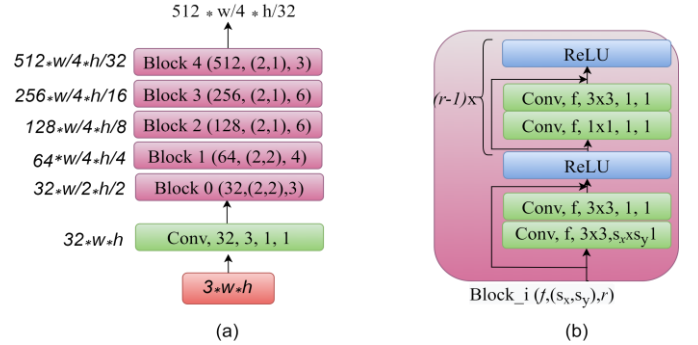 512 * w/4 * h/32
512*w/4*h/32 Block 4 (512, (2,1), 3)
256*w/4*h/16 Block 3 (256, (2,1), 6)
128*w/4*h/8 Block 2 (128, (2,1), 6)
64*w/4*h/4 Block 1 (64, (2,2), 4)
32*w/2*h/2 Block 0 (32,(2,2),3)
32*w*h Conv, 32, 3, 1, 1
3*w*h
(a)
ReLU
(r-1)x
Conv, f, 3x3, 1, 1
Conv, f, 1x1, 1, 1
ReLU
Conv, f, 3x3, 1, 1
Conv, f, 3x3,sₓxsᵧ1
Block_i (f,(sₓ,sᵧ),r)
(b)